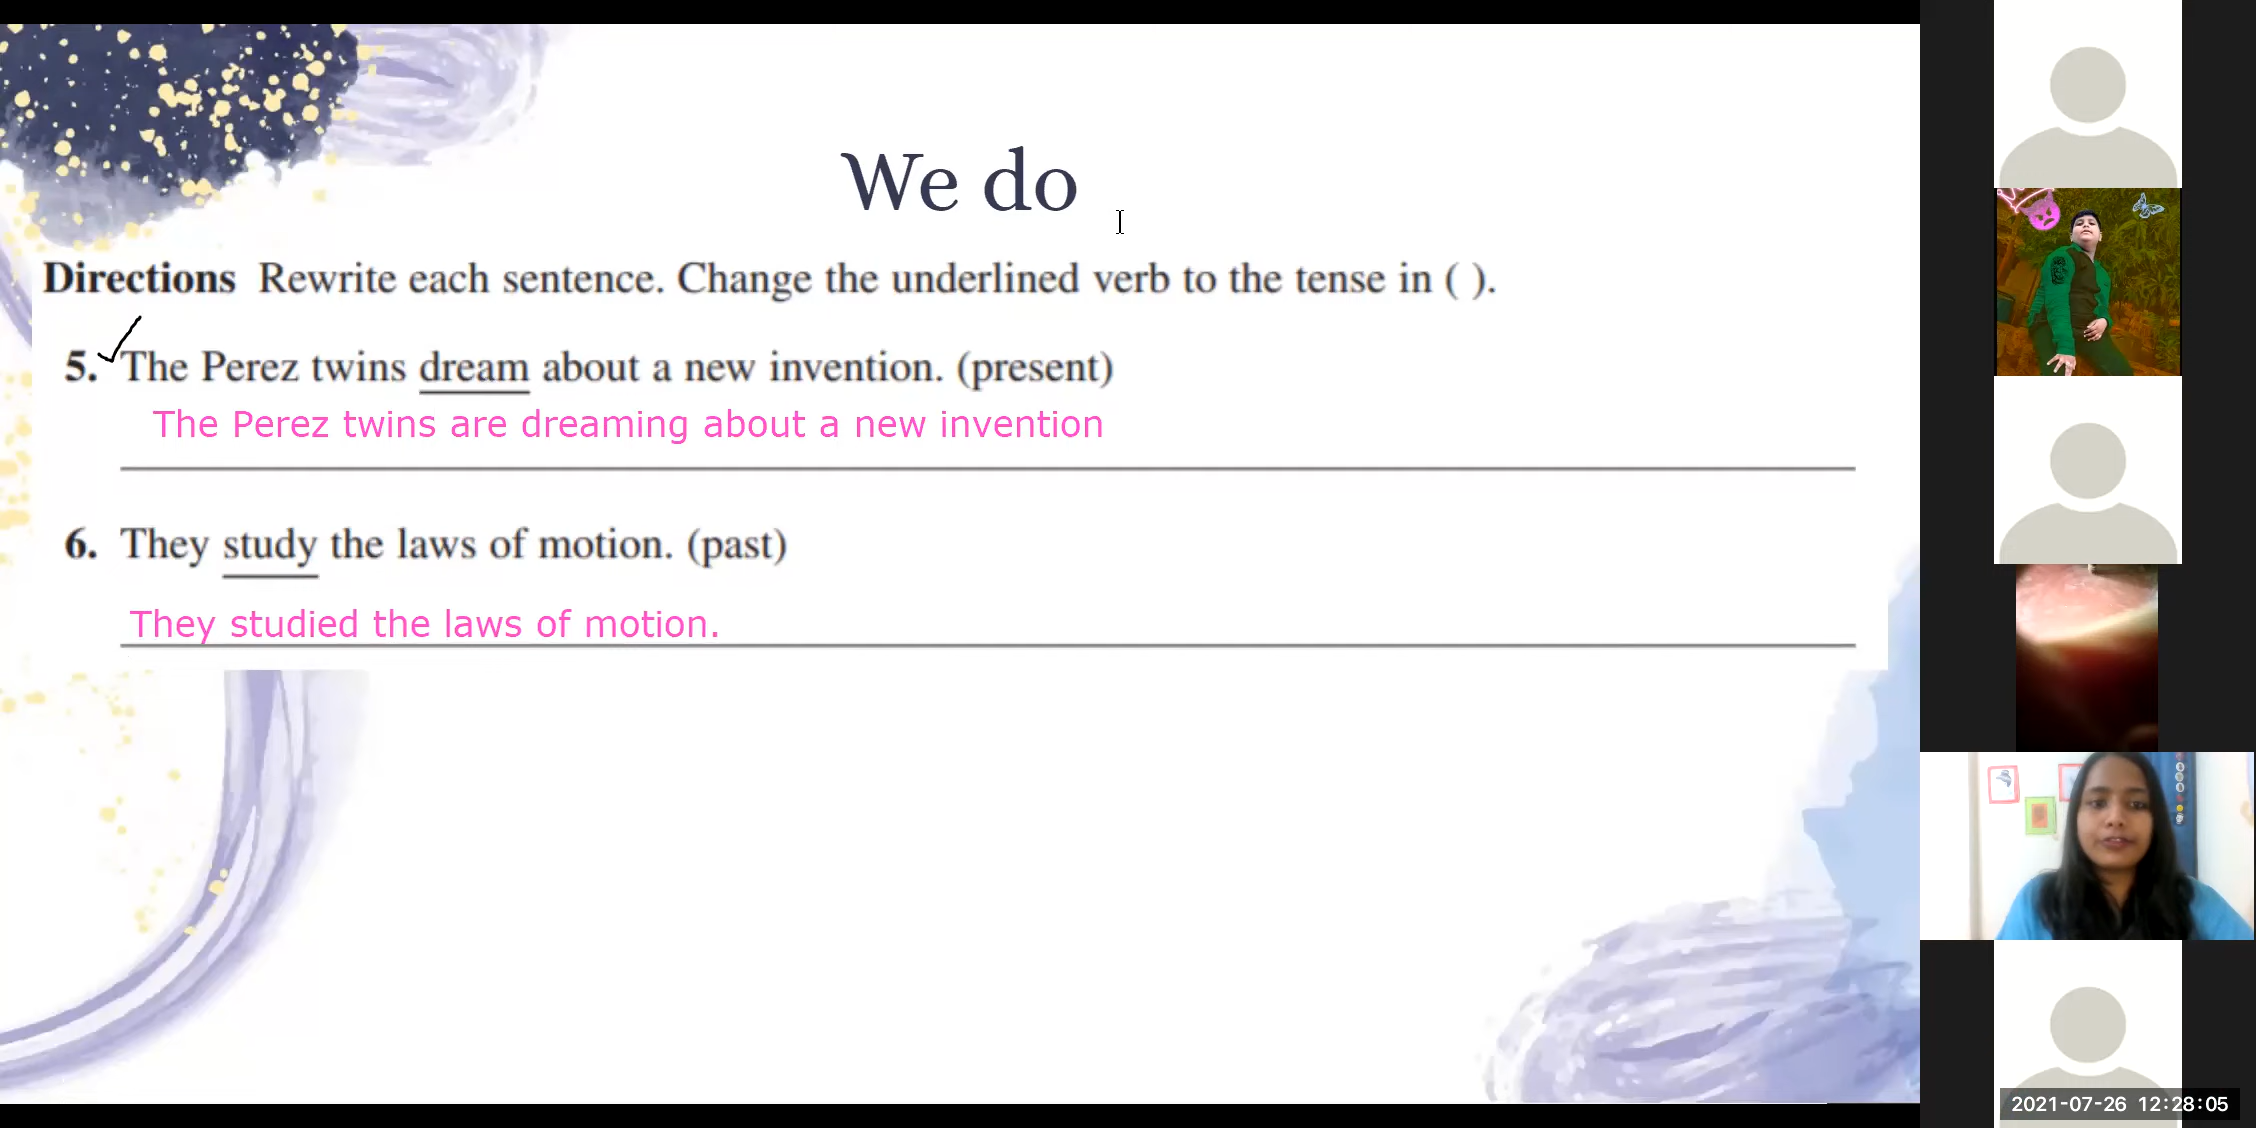 We do
Directions Rewrite each sentence. Change the underlined verb to the tense in ( ).
5. The Perez twins dream about a new invention. (present)
The Perez twins are dreaming about a new invention
6. They study the laws of motion. (past)
They studied the laws of motion.
2021-07-26 12:28:05